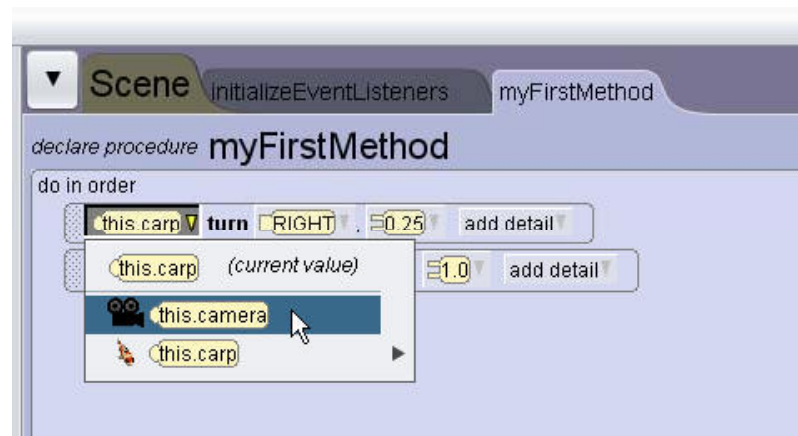 Scene initializeEventListeners myFirstMethod
declare procedure myFirstMethod
do in order
this.carp turn RIGHT , 0.25 add detail
this.carp (current value) 1.0 add detail
this.camera
this.carp